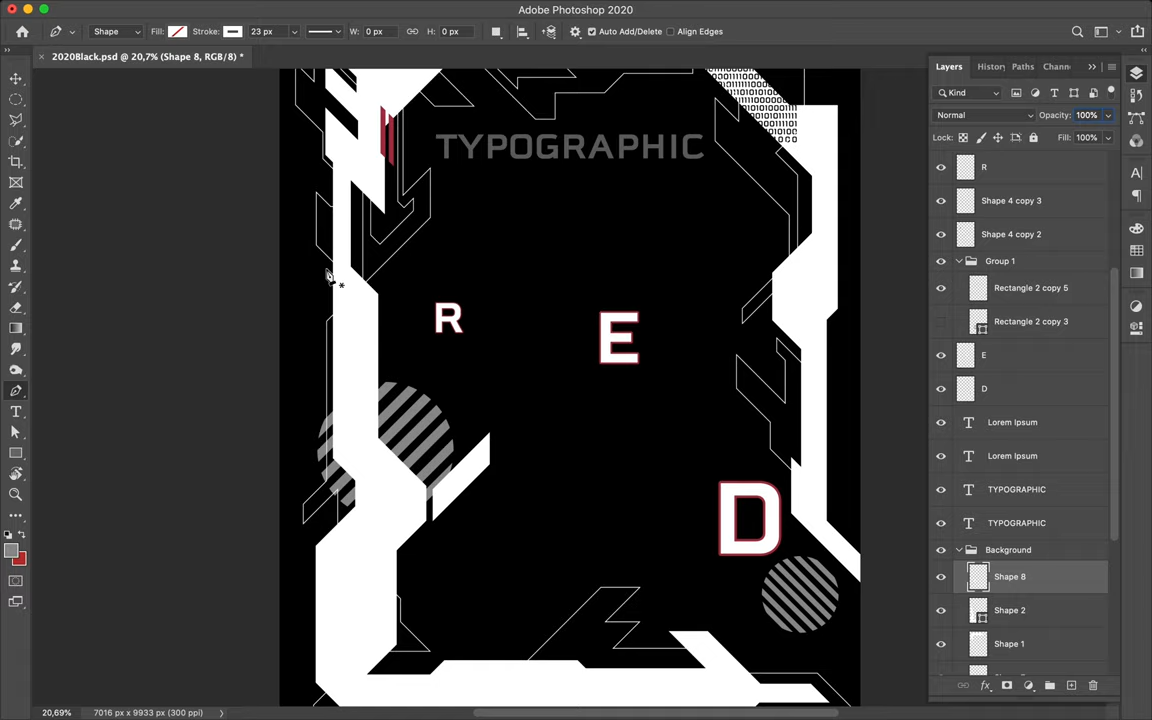 Adobe Photoshop 2020
Shape Fill: Stroke: 23 px W: 0 px H: 0 px Auto Add/Delete Align Edges
2020Black.psd @ 20,7% (Shape 8, RGB/8) *
Layers History Paths Chann
Kind
Normal Opacity: 100%
Lock: Fill: 100%
TYPOGRAPHIC
R
E
D
R
Shape 4 copy 3
Shape 4 copy 2
Group 1
Rectangle 2 copy 5
Rectangle 2 copy 3
E
D
Lorem Ipsum
Lorem Ipsum
TYPOGRAPHIC
TYPOGRAPHIC
Background
Shape 8
Shape 2
Shape 1
20,69% 7016 px x 9933 px (300 ppi)